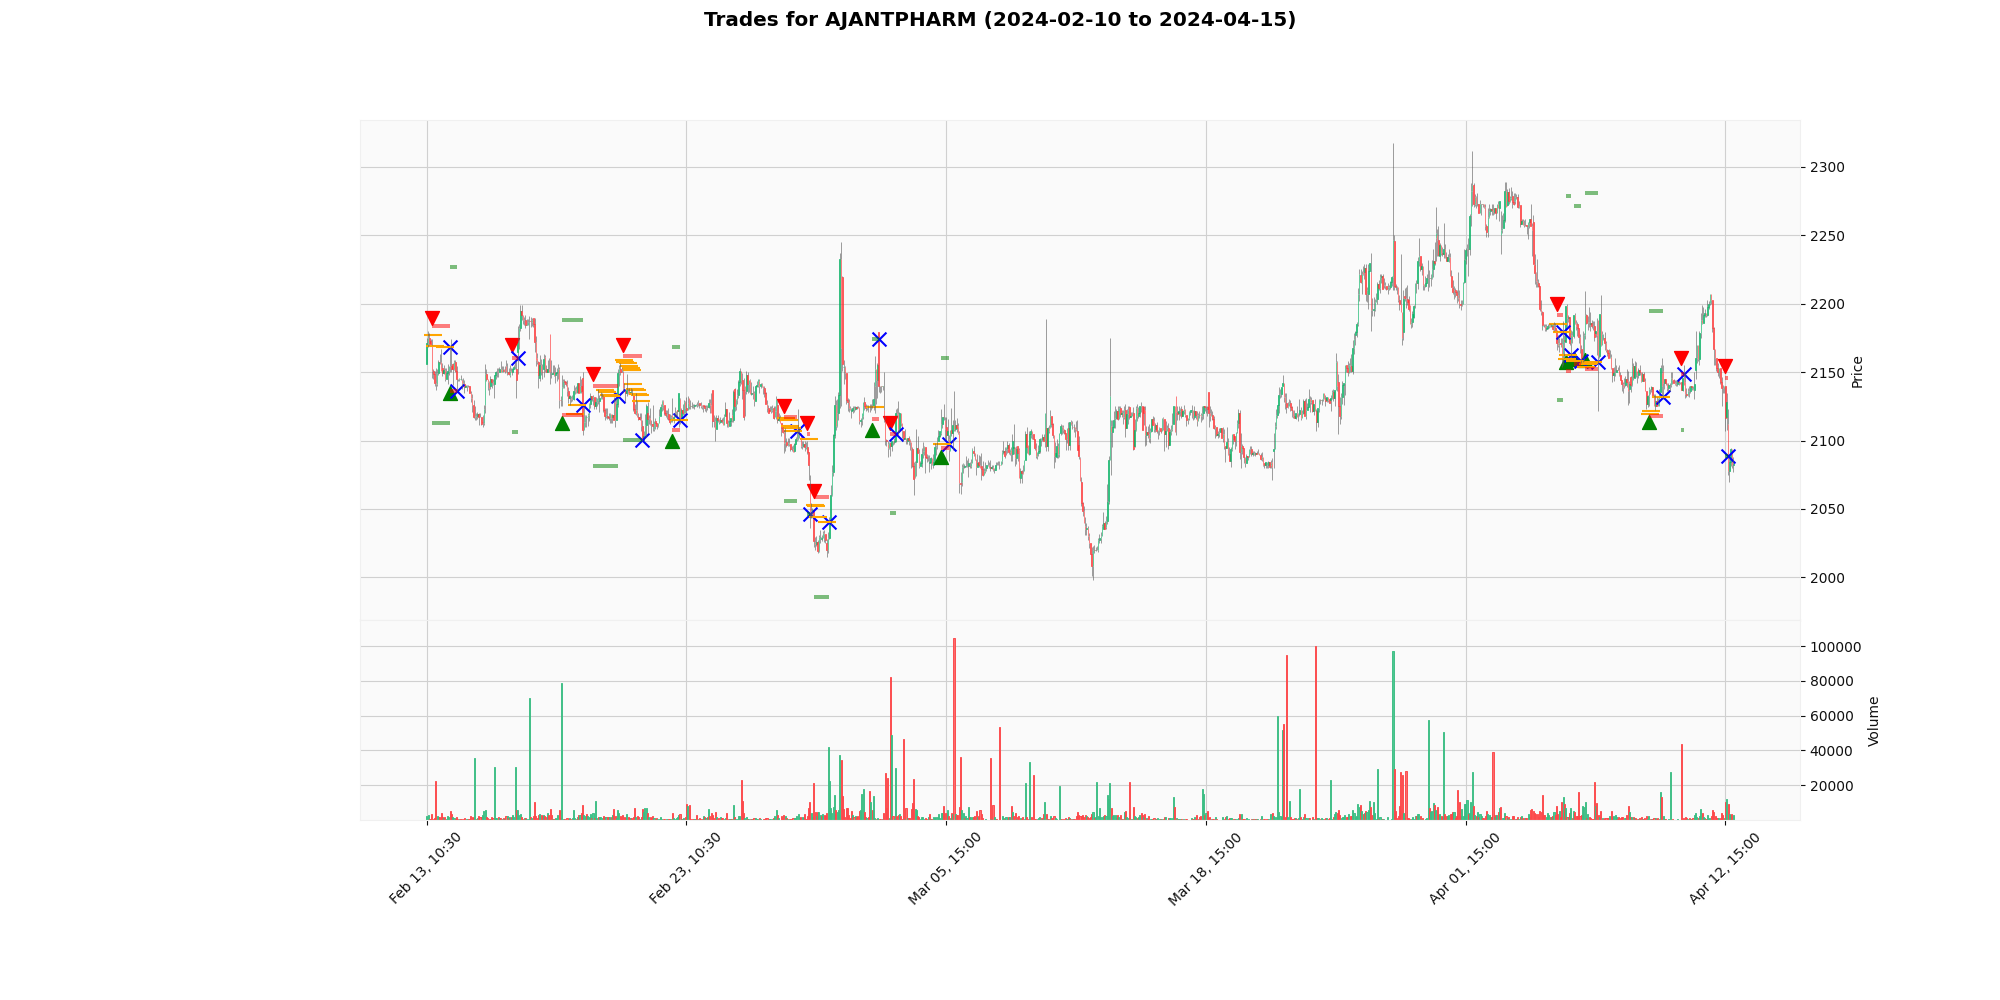 Trades for AJANTPHARM (2024-02-10 to 2024-04-15)
2300
2250
2200
2150
2100
2050
2000
Price
100000
80000
60000
40000
20000
Volume
Feb 13, 10:30
Feb 23, 10:30
Mar 05, 15:00
Mar 18, 15:00
Apr 01, 15:00
Apr 12, 15:00